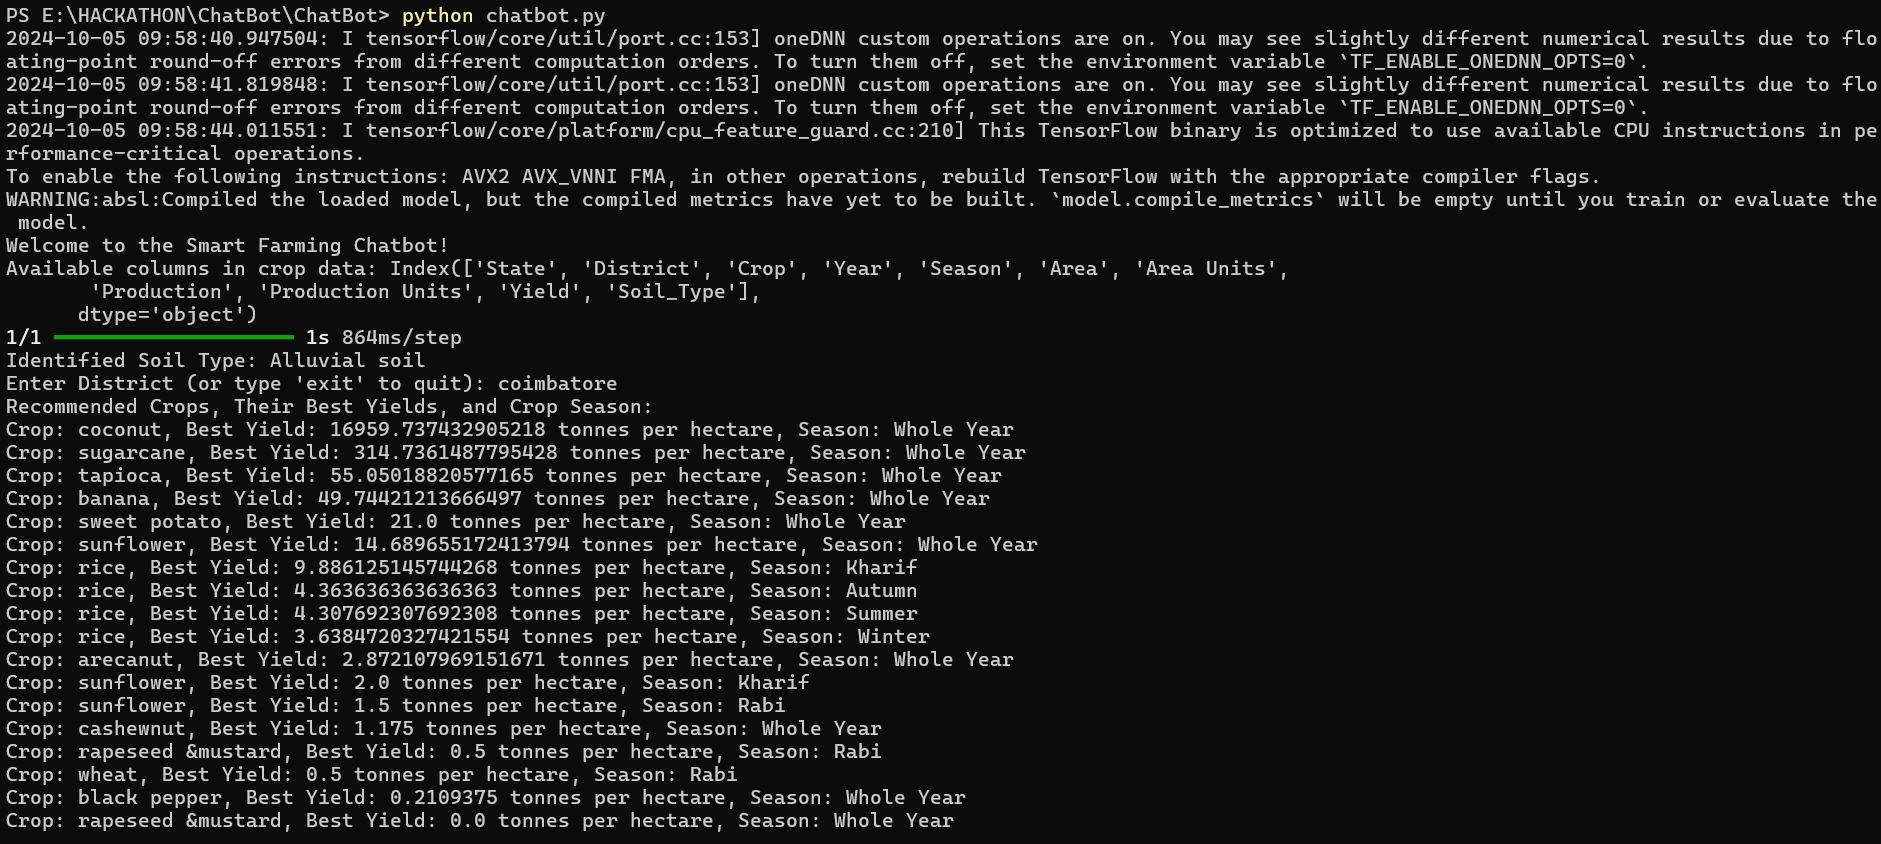 PS E:\HACKATHON\ChatBot\ChatBot> python chatbot.py
2024-10-05 09:58:40.947504: I tensorflow/core/util/port.cc:153] oneDNN custom operations are on. You may see slightly different numerical results due to flo
ating-point round-off errors from different computation orders. To turn them off, set the environment variable `TF_ENABLE_ONEDNN_OPTS=0`.
2024-10-05 09:58:41.819848: I tensorflow/core/util/port.cc:153] oneDNN custom operations are on. You may see slightly different numerical results due to flo
ating-point round-off errors from different computation orders. To turn them off, set the environment variable `TF_ENABLE_ONEDNN_OPTS=0`.
2024-10-05 09:58:44.011551: I tensorflow/core/platform/cpu_feature_guard.cc:210] This TensorFlow binary is optimized to use available CPU instructions in pe
rformance-critical operations.
To enable the following instructions: AVX2 AVX_VNNI FMA, in other operations, rebuild TensorFlow with the appropriate compiler flags.
WARNING:absl:Compiled the loaded model, but the compiled metrics have yet to be built. `model.compile_metrics` will be empty until you train or evaluate the
 model.
Welcome to the Smart Farming Chatbot!
Available columns in crop data: Index(['State', 'District', 'Crop', 'Year', 'Season', 'Area', 'Area Units',
       'Production', 'Production Units', 'Yield', 'Soil_Type'],
      dtype='object')
1/1 ━━━━━━━━━━━━━━━━━━━━ 1s 864ms/step
Identified Soil Type: Alluvial soil
Enter District (or type 'exit' to quit): coimbatore
Recommended Crops, Their Best Yields, and Crop Season:
Crop: coconut, Best Yield: 16959.737432905218 tonnes per hectare, Season: Whole Year
Crop: sugarcane, Best Yield: 314.7361487795428 tonnes per hectare, Season: Whole Year
Crop: tapioca, Best Yield: 55.05018820577165 tonnes per hectare, Season: Whole Year
Crop: banana, Best Yield: 49.74421213666497 tonnes per hectare, Season: Whole Year
Crop: sweet potato, Best Yield: 21.0 tonnes per hectare, Season: Whole Year
Crop: sunflower, Best Yield: 14.689655172413794 tonnes per hectare, Season: Whole Year
Crop: rice, Best Yield: 9.886125145744268 tonnes per hectare, Season: Kharif
Crop: rice, Best Yield: 4.363636363636363 tonnes per hectare, Season: Autumn
Crop: rice, Best Yield: 4.307692307692308 tonnes per hectare, Season: Summer
Crop: rice, Best Yield: 3.6384720327421554 tonnes per hectare, Season: Winter
Crop: arecanut, Best Yield: 2.872107969151671 tonnes per hectare, Season: Whole Year
Crop: sunflower, Best Yield: 2.0 tonnes per hectare, Season: Kharif
Crop: sunflower, Best Yield: 1.5 tonnes per hectare, Season: Rabi
Crop: cashewnut, Best Yield: 1.175 tonnes per hectare, Season: Whole Year
Crop: rapeseed &mustard, Best Yield: 0.5 tonnes per hectare, Season: Rabi
Crop: wheat, Best Yield: 0.5 tonnes per hectare, Season: Rabi
Crop: black pepper, Best Yield: 0.2109375 tonnes per hectare, Season: Whole Year
Crop: rapeseed &mustard, Best Yield: 0.0 tonnes per hectare, Season: Whole Year